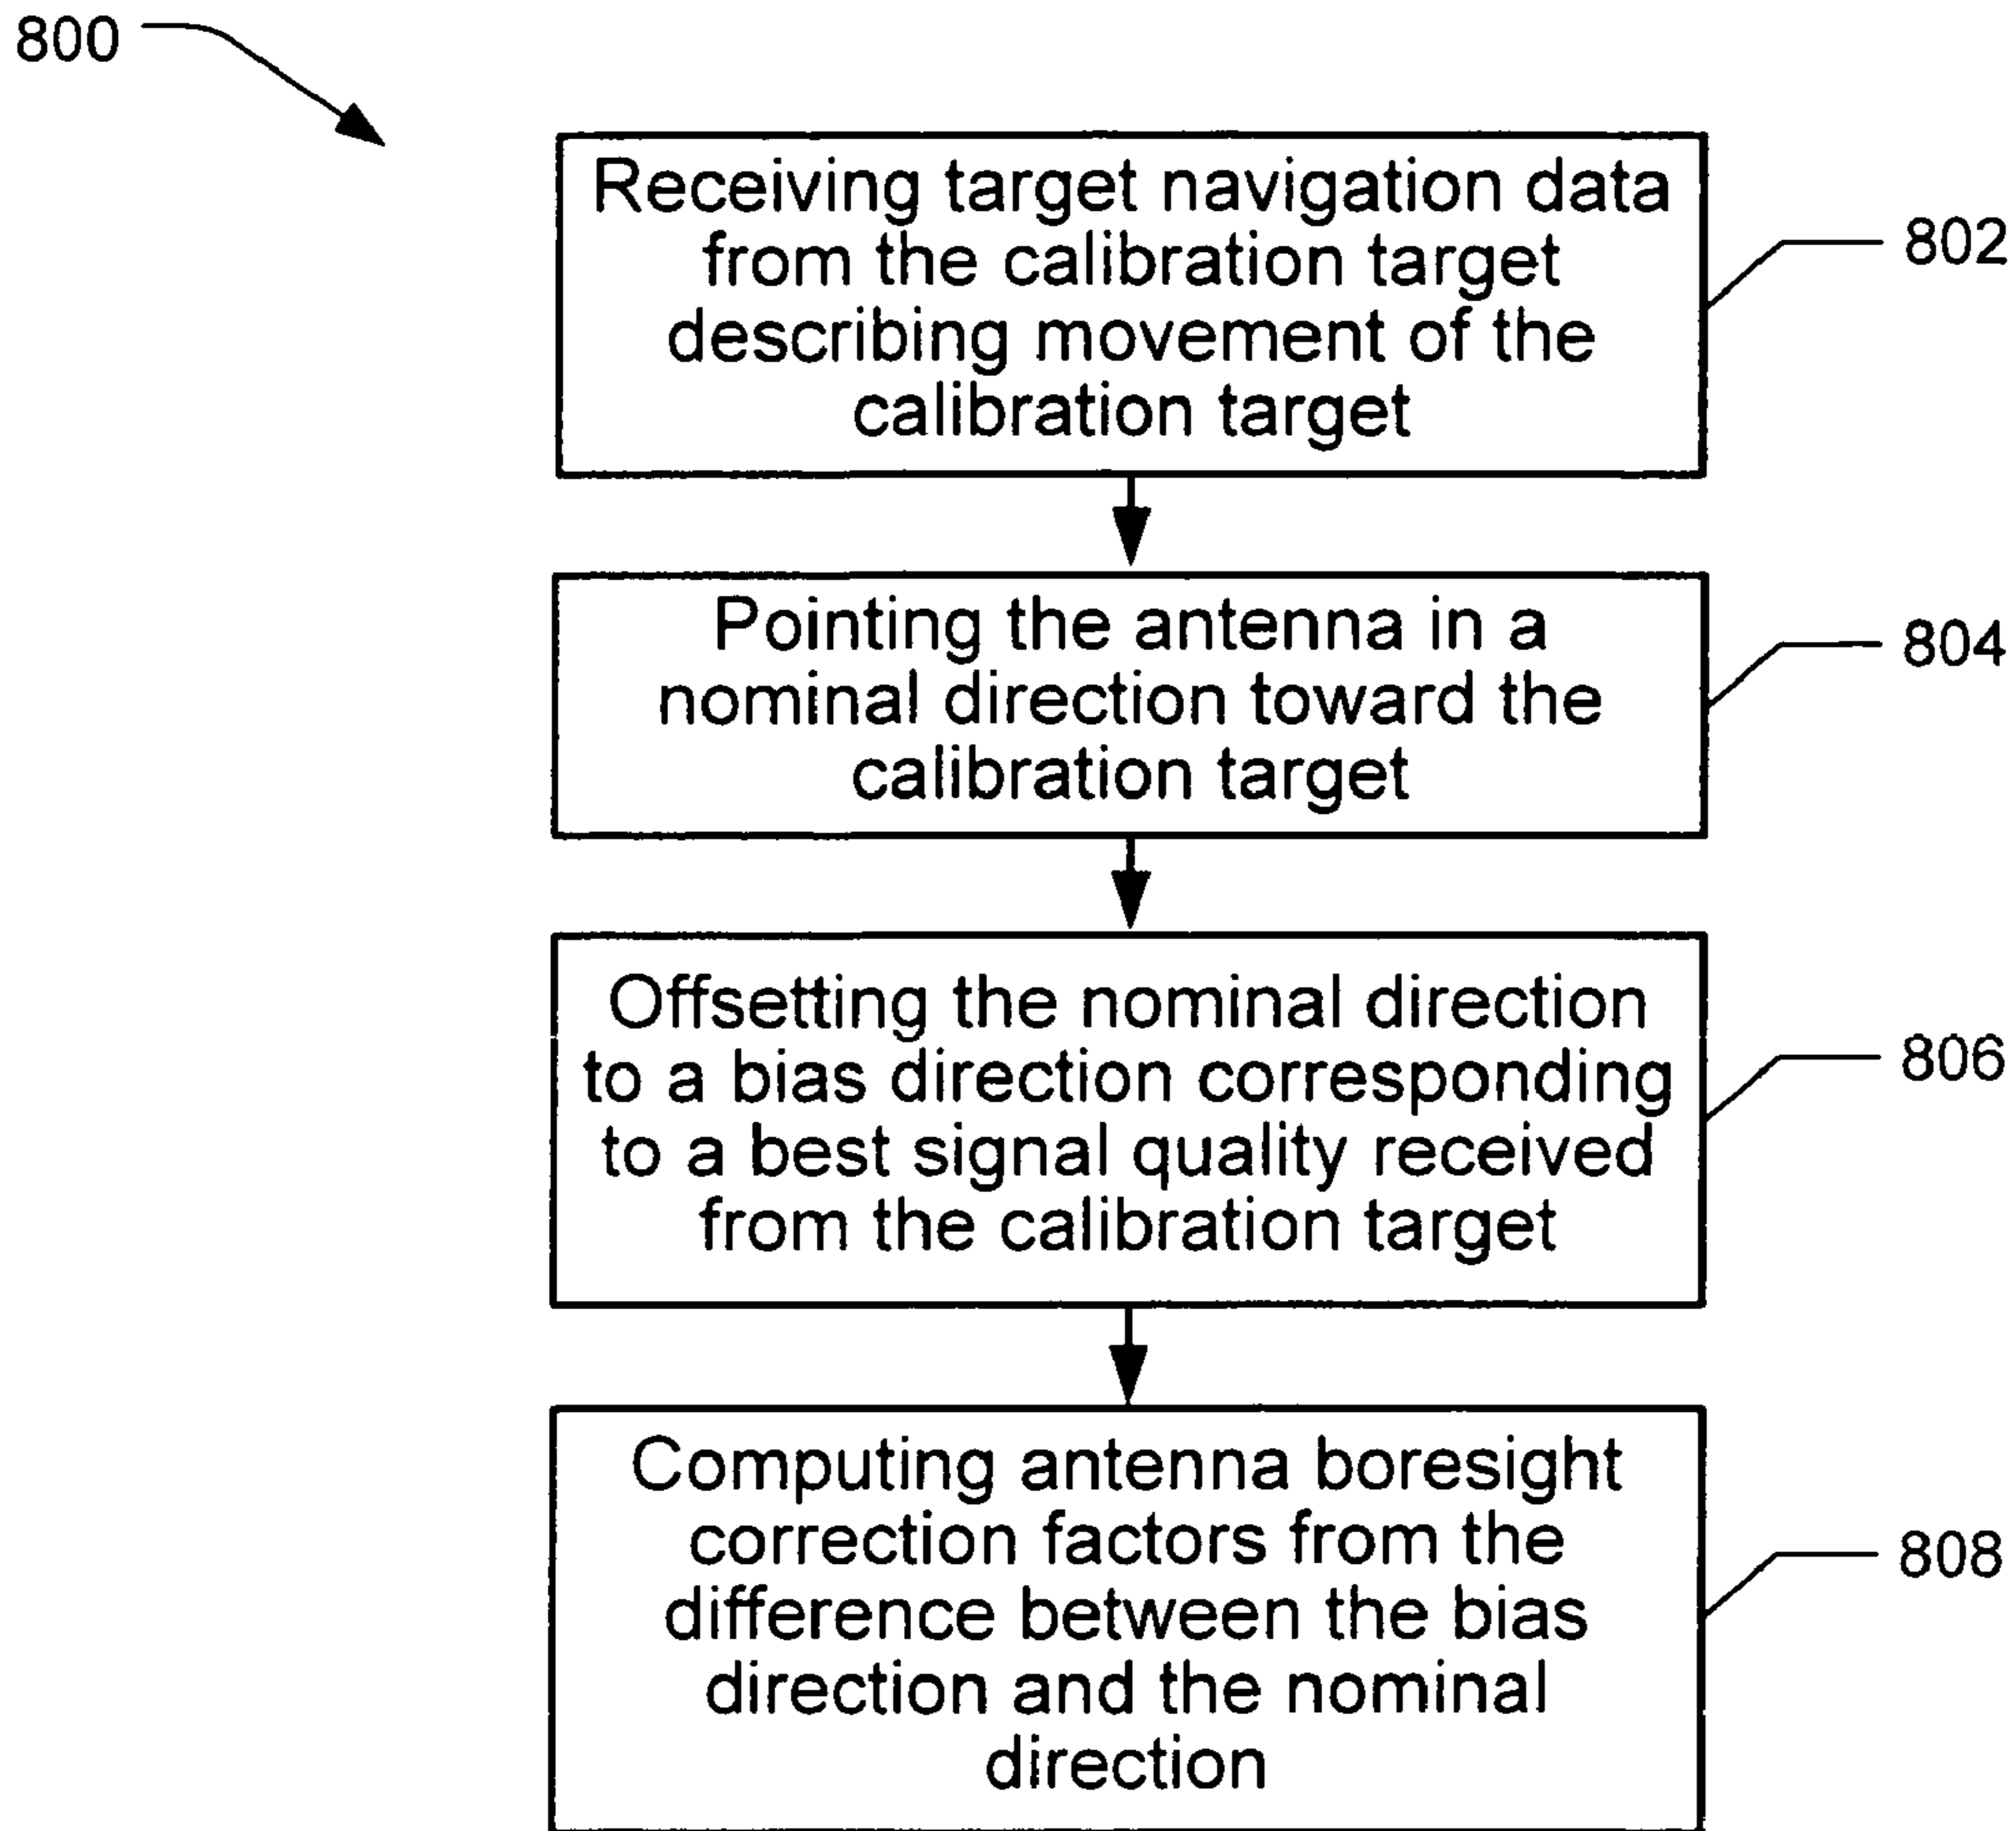 800
Receiving target navigation data
from the calibration target
describing movement of the
calibration target
802
Pointing the antenna in a
nominal direction toward the
calibration target
804
Offsetting the nominal direction
to a bias direction corresponding
to a best signal quality received
from the calibration target
806
Computing antenna boresight
correction factors from the
difference between the bias
direction and the nominal
direction
808